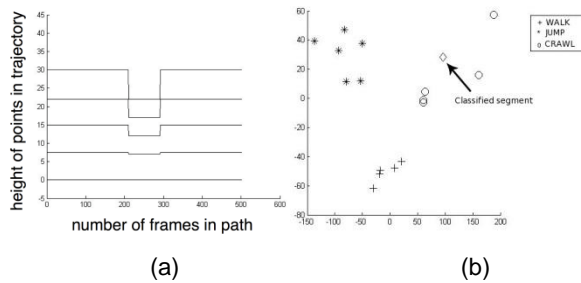 height of points in trajectory
45
40
35
30
25
20
15
10
5
0
-5
0 100 200 300 400 500 600
number of frames in path
(a)
60
40
20
0
-20
-40
-60
-80
-150 -100 -50 0 50 100 150 200
Classified segment
+ WALK
* JUMP
o CRAWL
(b)